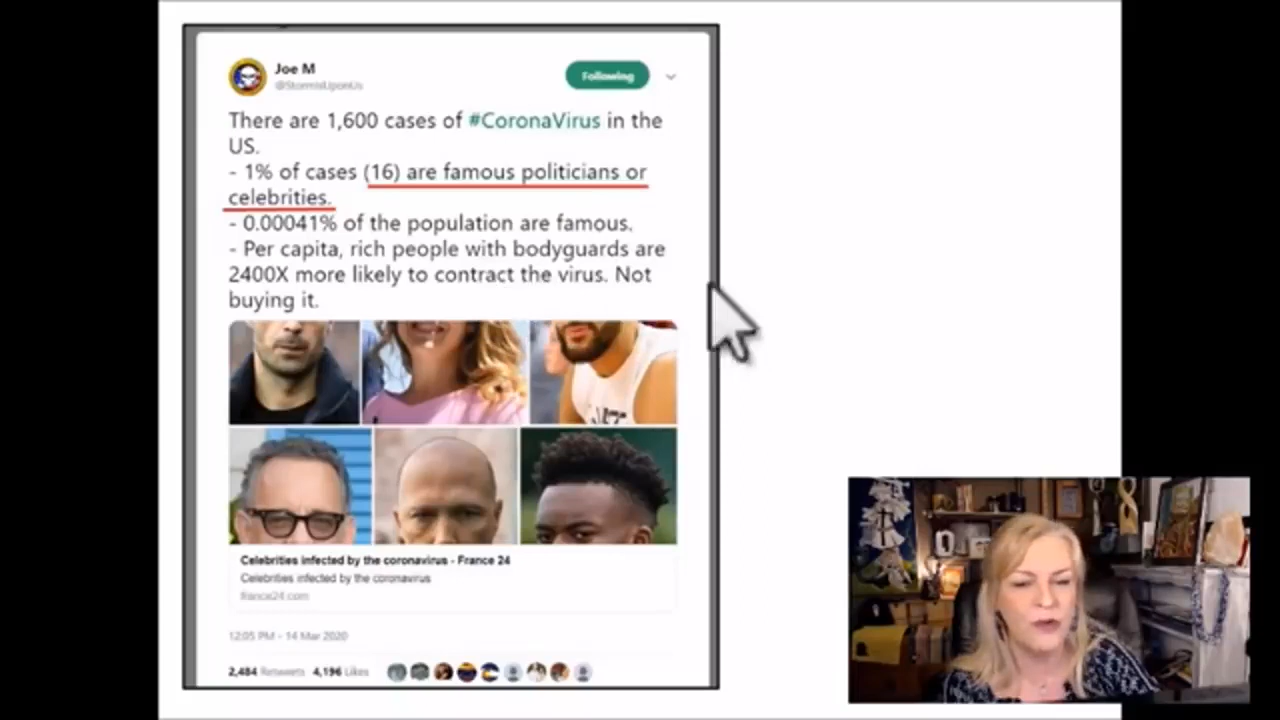 Joe M
@StormIsUponUs
Following
There are 1,600 cases of #CoronaVirus in the
US.
- 1% of cases (16) are famous politicians or
celebrities.
- 0.00041% of the population are famous.
- Per capita, rich people with bodyguards are
2400X more likely to contract the virus. Not
buying it.
Celebrities infected by the coronavirus - France 24
Celebrities infected by the coronavirus
france24.com
12:05 PM - 14 Mar 2020
2,484 Retweets 4,196 Likes